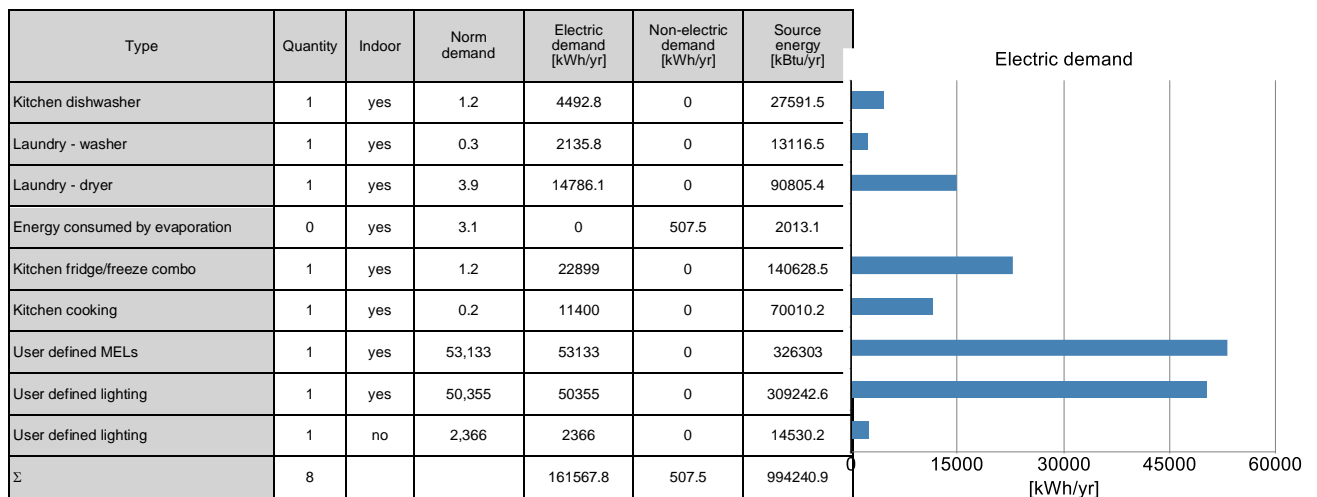 Type Quantity Indoor Norm demand Electric demand [kWh/yr] Non-electric demand [kWh/yr] Source energy [kBtu/yr]
Kitchen dishwasher 1 yes 1.2 4492.8 0 27591.5
Laundry - washer 1 yes 0.3 2135.8 0 13116.5
Laundry - dryer 1 yes 3.9 14786.1 0 90805.4
Energy consumed by evaporation 0 yes 3.1 0 507.5 2013.1
Kitchen fridge/freeze combo 1 yes 1.2 22899 0 140628.5
Kitchen cooking 1 yes 0.2 11400 0 70010.2
User defined MELs 1 yes 53,133 53133 0 326303
User defined lighting 1 yes 50,355 50355 0 309242.6
User defined lighting 1 no 2,366 2366 0 14530.2
Σ 8 161567.8 507.5 994240.9
Electric demand
0 15000 30000 45000 60000
[kWh/yr]